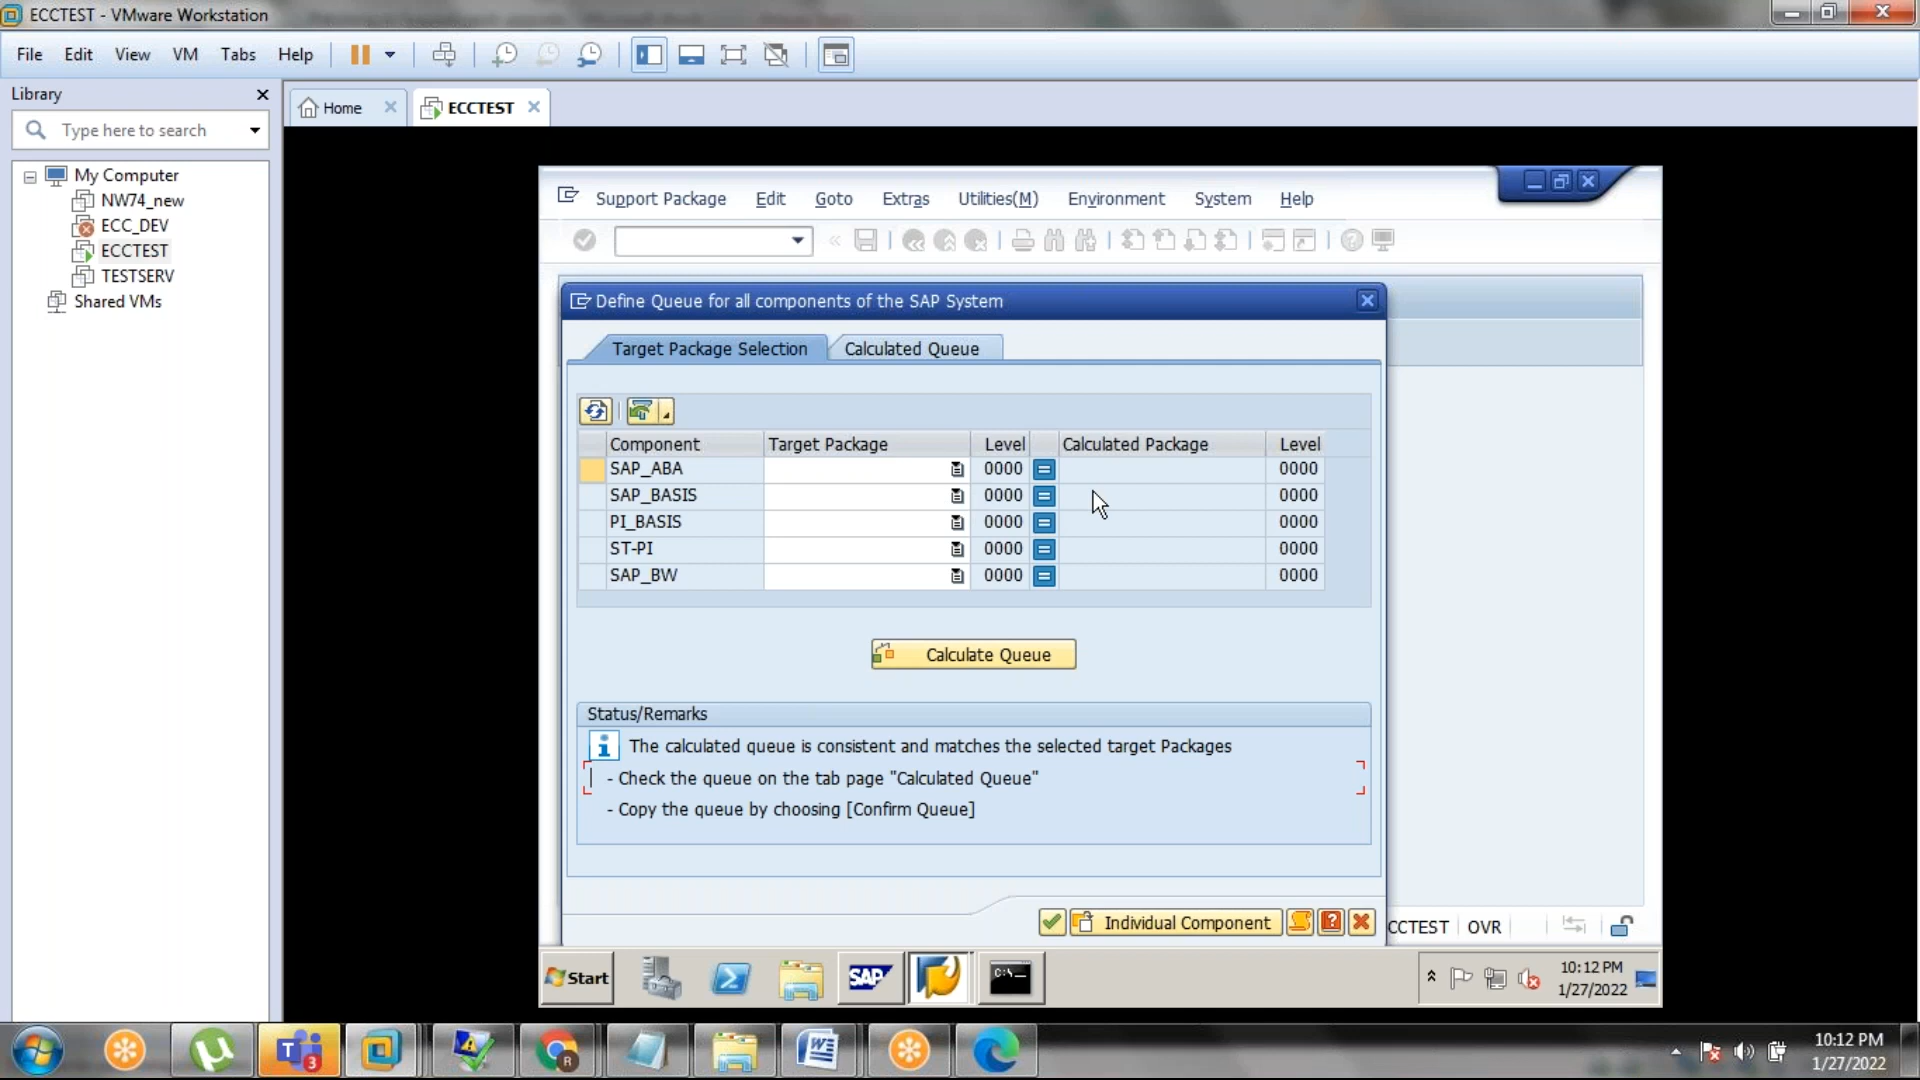 ECCTEST - VMware Workstation
File Edit View VM Tabs Help
Library
Home
ECCTEST
Type here to search
My Computer
NW74_new
ECC_DEV
ECCTEST
TESTSERV
Shared VMs
Support Package Edit Goto Extras Utilities(M) Environment System Help
Define Queue for all components of the SAP System
Target Package Selection Calculated Queue
Component Target Package Level Calculated Package Level
SAP_ABA 0000 0000
SAP_BASIS 0000 0000
PI_BASIS 0000 0000
ST-PI 0000 0000
SAP_BW 0000 0000
Calculate Queue
Status/Remarks
The calculated queue is consistent and matches the selected target Packages
- Check the queue on the tab page "Calculated Queue"
- Copy the queue by choosing [Confirm Queue]
Individual Component
CCTEST OVR
Start
SAP
C:\
10:12 PM
1/27/2022
T
3
R
W
10:12 PM
1/27/2022